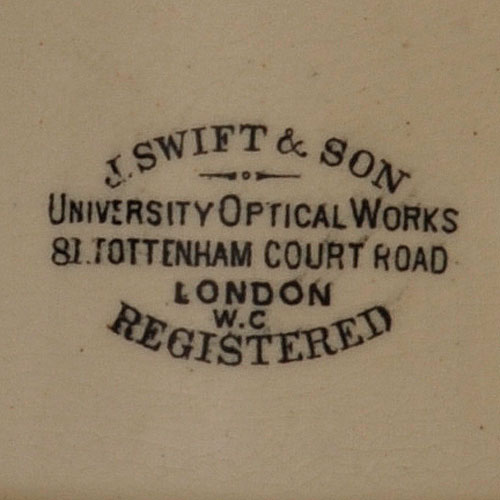 J. SWIFT & SON
UNIVERSITY OPTICAL WORKS
81. TOTTENHAM COURT ROAD
LONDON
W.C
REGISTERED